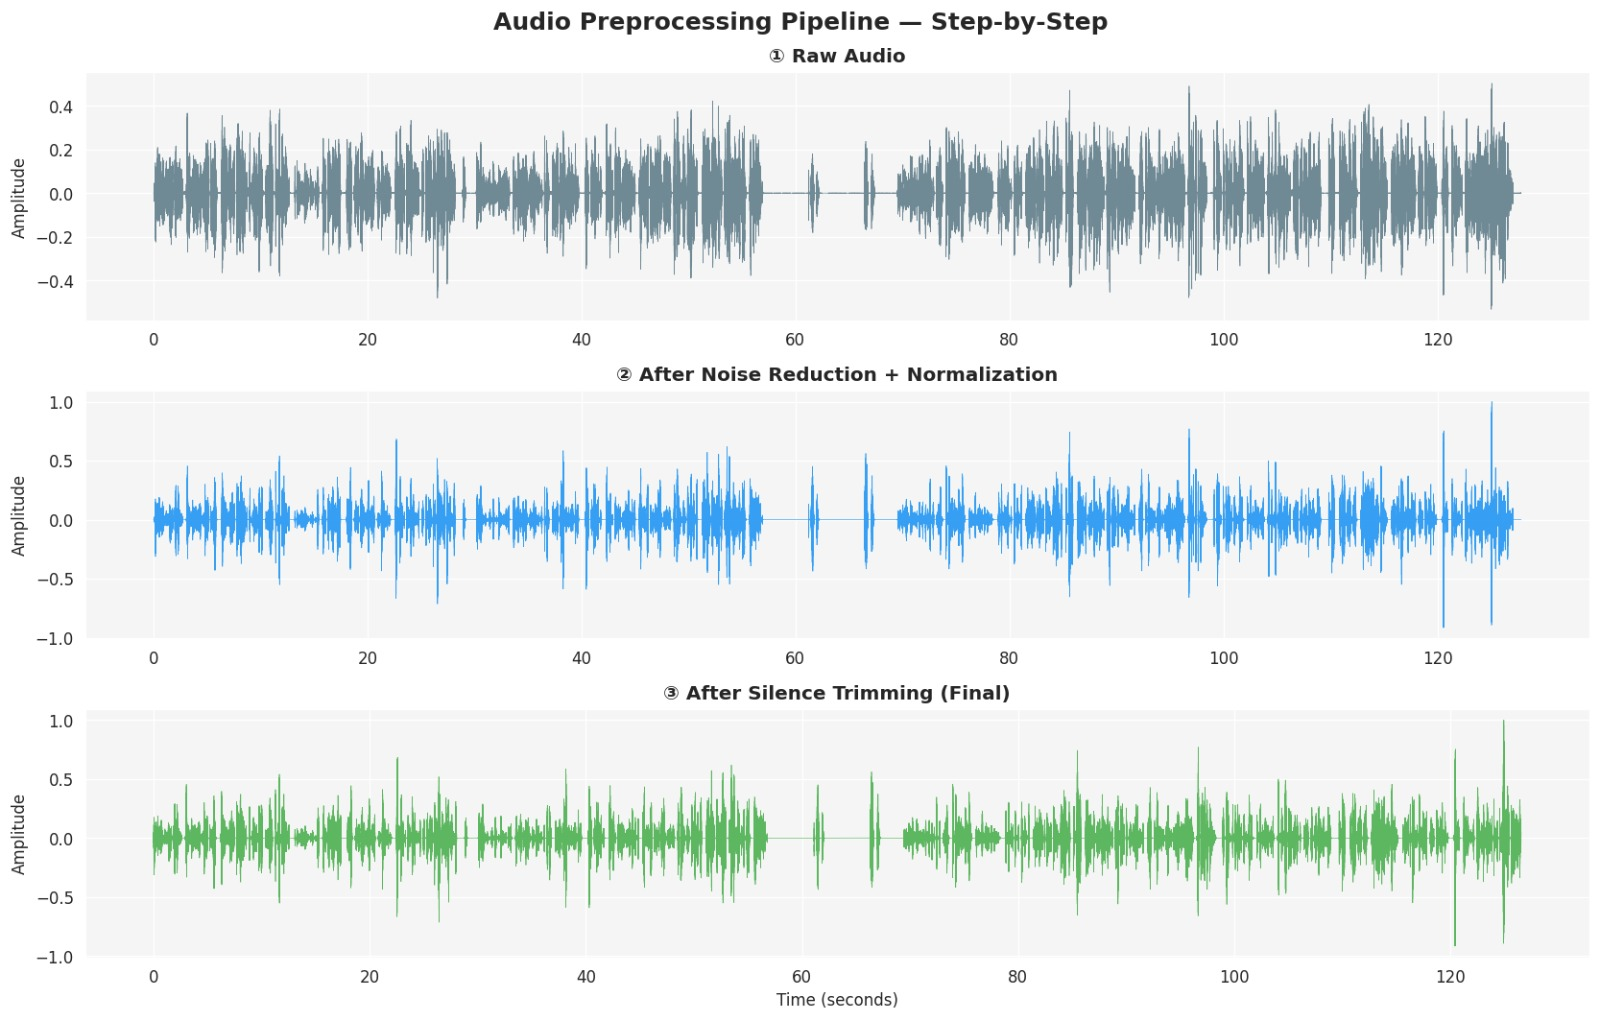 Audio Preprocessing Pipeline — Step-by-Step
① Raw Audio
0.4
0.2
0.0
−0.2
−0.4
Amplitude
0 20 40 60 80 100 120
② After Noise Reduction + Normalization
1.0
0.5
0.0
−0.5
−1.0
Amplitude
0 20 40 60 80 100 120
③ After Silence Trimming (Final)
1.0
0.5
0.0
−0.5
−1.0
Amplitude
0 20 40 60 80 100 120
Time (seconds)